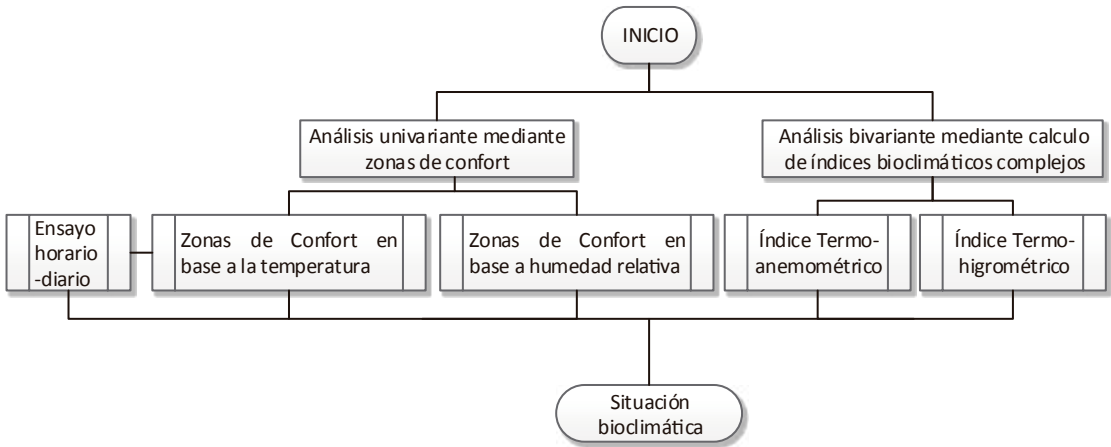 INICIO
Análisis univariante mediante
zonas de confort
Análisis bivariante mediante calculo
de índices bioclimáticos complejos
Ensayo
horario
-diario
Zonas de Confort en
base a la temperatura
Zonas de Confort en
base a humedad relativa
Índice Termo-
anemométrico
Índice Termo-
higrométrico
Situación
bioclimática